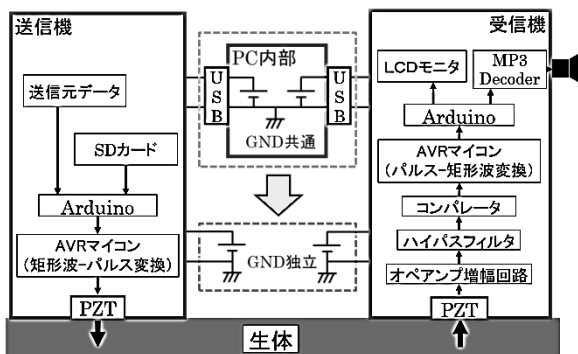 送信機
送信元データ
SDカード
Arduino
AVRマイコン
(矩形波-パルス変換)
PZT
PC内部
USB
USB
GND共通
GND独立
受信機
LCDモニタ
MP3
Decoder
Arduino
AVRマイコン
(パルス-矩形波変換)
コンパレータ
ハイパスフィルタ
オペアンプ増幅回路
PZT
生体